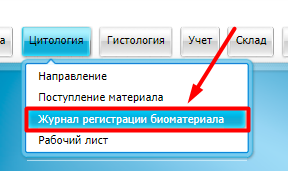 а Цитология Гистология Учет Склад
Направление
Поступление материала
Журнал регистрации биоматериала
Рабочий лист